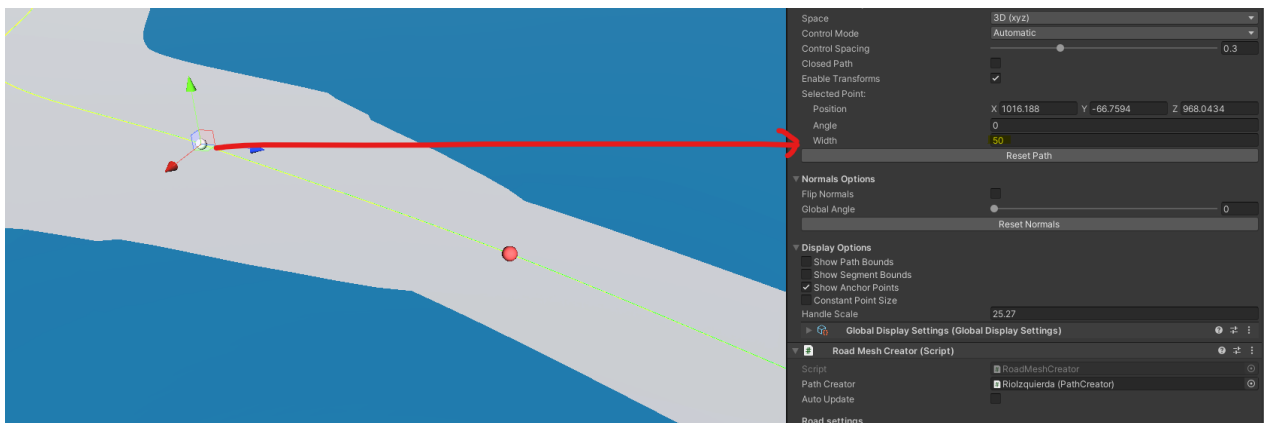 Space 3D (xyz)
Control Mode Automatic
Control Spacing 0.3
Closed Path
Enable Transforms
Selected Point:
Position X 1016.188 Y -66.7594 Z 968.0434
Angle 0
Width 50
Reset Path
Normals Options
Flip Normals
Global Angle 0
Reset Normals
Display Options
Show Path Bounds
Show Segment Bounds
Show Anchor Points
Constant Point Size
Handle Scale 25.27
Global Display Settings (Global Display Settings)
# Road Mesh Creator (Script)
Script RoadMeshCreator
Path Creator RioIzquierda (PathCreator)
Auto Update
Road settings